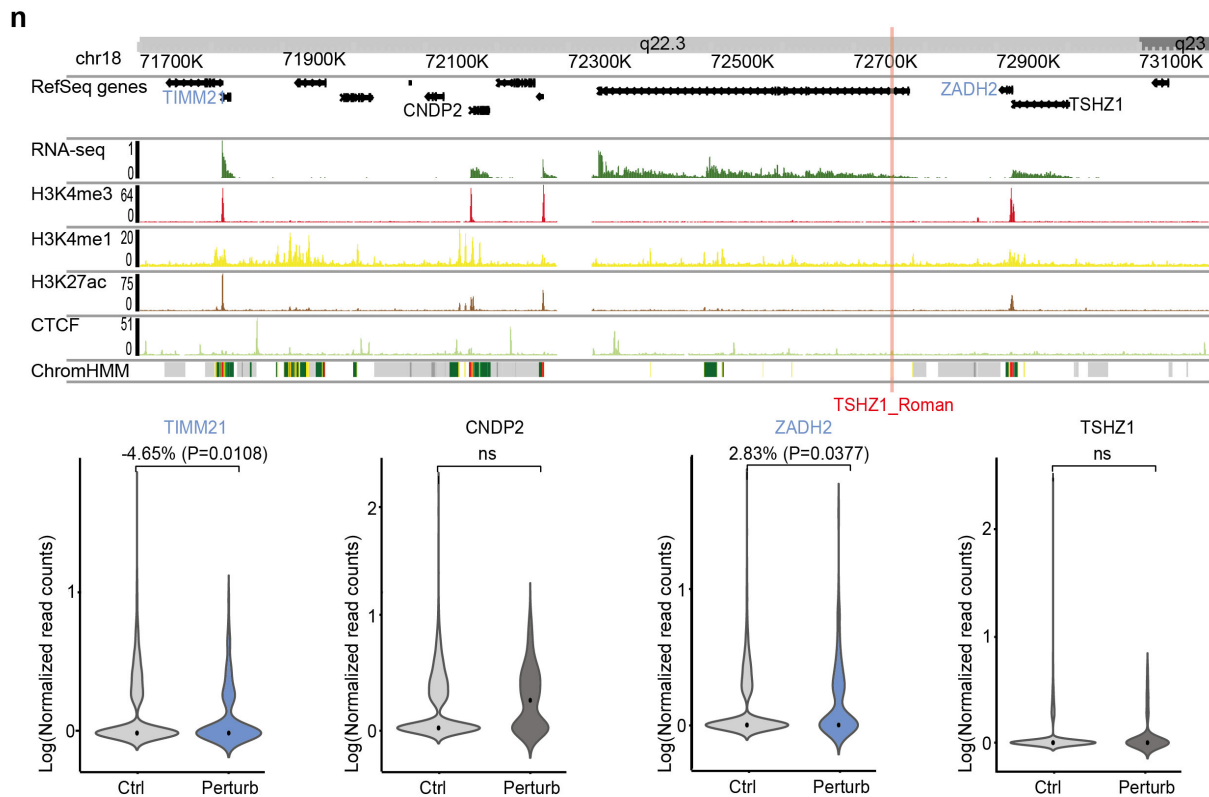 n
q22.3 q23
chr18 71700K 71900K 72100K 72300K 72500K 72700K 72900K 73100K
RefSeq genes
TIMM2 CNDP2 ZADH2 TSHZ1
RNA-seq 1 0
H3K4me3 64 0
H3K4me1 20 0
H3K27ac 75 0
CTCF 51 0
ChromHMM
TSHZ1_Roman
TIMM21 CNDP2 ZADH2 TSHZ1
-4.65% (P=0.0108) ns 2.83% (P=0.0377) ns
Log(Normalized read counts) 1 0 Ctrl Perturb
Log(Normalized read counts) 2 1 0 Ctrl Perturb
Log(Normalized read counts) 1 0 Ctrl Perturb
Log(Normalized read counts) 2 1 0 Ctrl Perturb